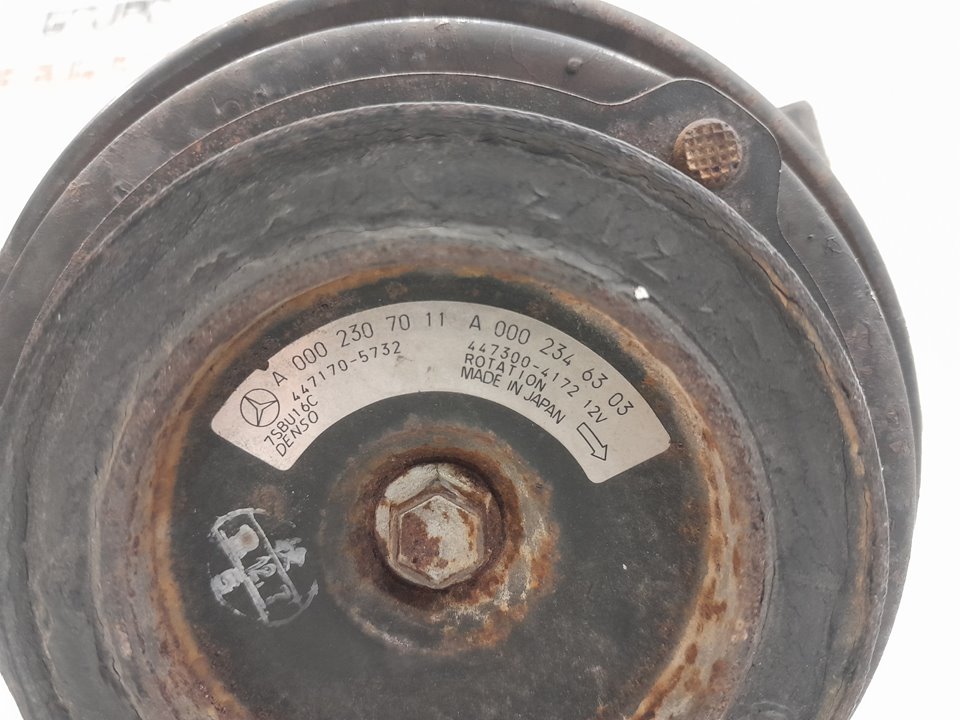 A 000 230 70 11 A 000 234 63 03
447170-5732 447300-4172 12V
7SBU16C ROTATION
DENSO MADE IN JAPAN